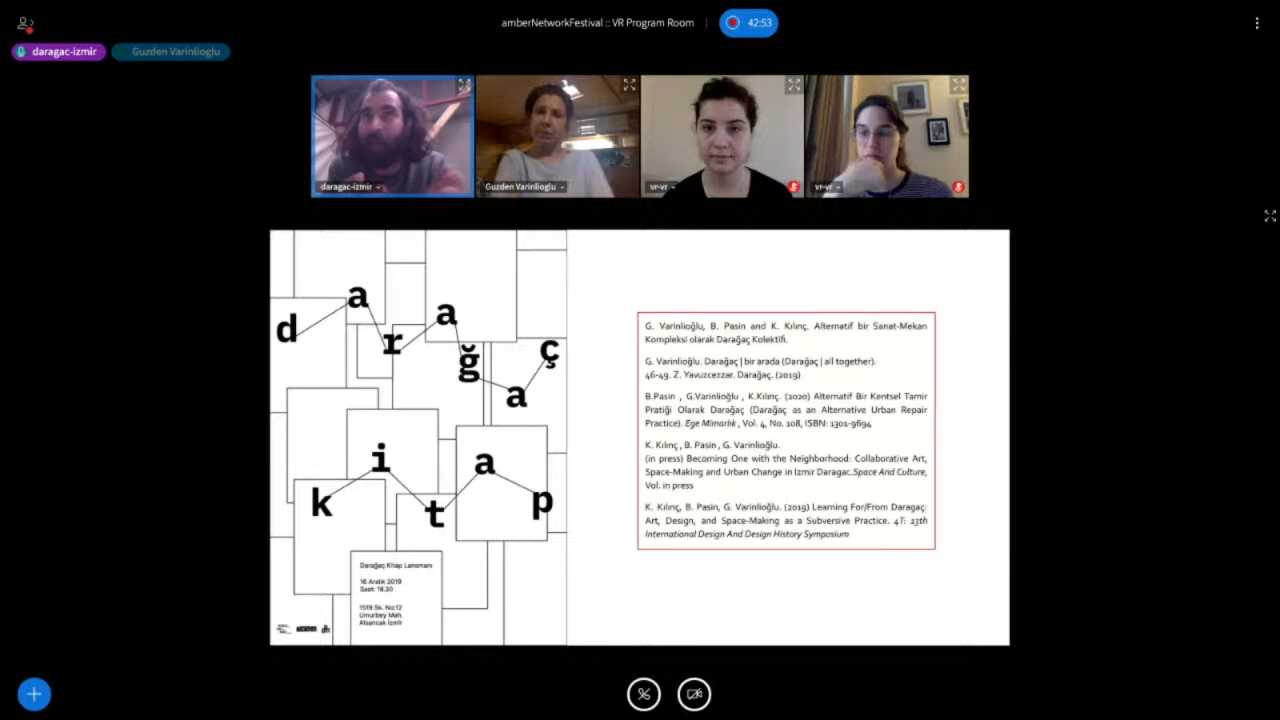 amberNetworkFestival :: VR Program Room
42:53
daragac-izmir
Guzden Varinlioglu
daragac-izmir
Guzden Varinlioglu
vr-vr
vr-vr
darağaç
kitap
Darağaç Kitap Lansmanı
16 Aralık 2019
Saat: 18.30
1519 Sk. No:12
Umurbey Mah.
Alsancak İzmir
G. Varinlioğlu, B. Pasin and K. Kılınç. Alternatif bir Sanat-Mekan
Kompleksi olarak Darağaç Kolektifi.
G. Varinlioğlu. Darağaç | bir arada (Darağaç | all together).
46-49. Z. Yavuzcezzar. Darağaç. (2019)
B.Pasin , G.Varinlioğlu , K.Kılınç. (2020) Alternatif Bir Kentsel Tamir
Pratiği Olarak Darağaç (Darağaç as an Alternative Urban Repair
Practice). Ege Mimarlık, Vol. 4, No. 108, ISBN: 1301-9694
K. Kılınç , B. Pasin , G. Varinlioğlu.
(in press) Becoming One with the Neighborhood: Collaborative Art,
Space-Making and Urban Change in Izmir Daragac.Space And Culture,
Vol. in press
K. Kılınç, B. Pasin, G. Varinlioğlu. (2019) Learning For/From Daragaç:
Art, Design, and Space-Making as a Subversive Practice. 4T: 13th
International Design And Design History Symposium